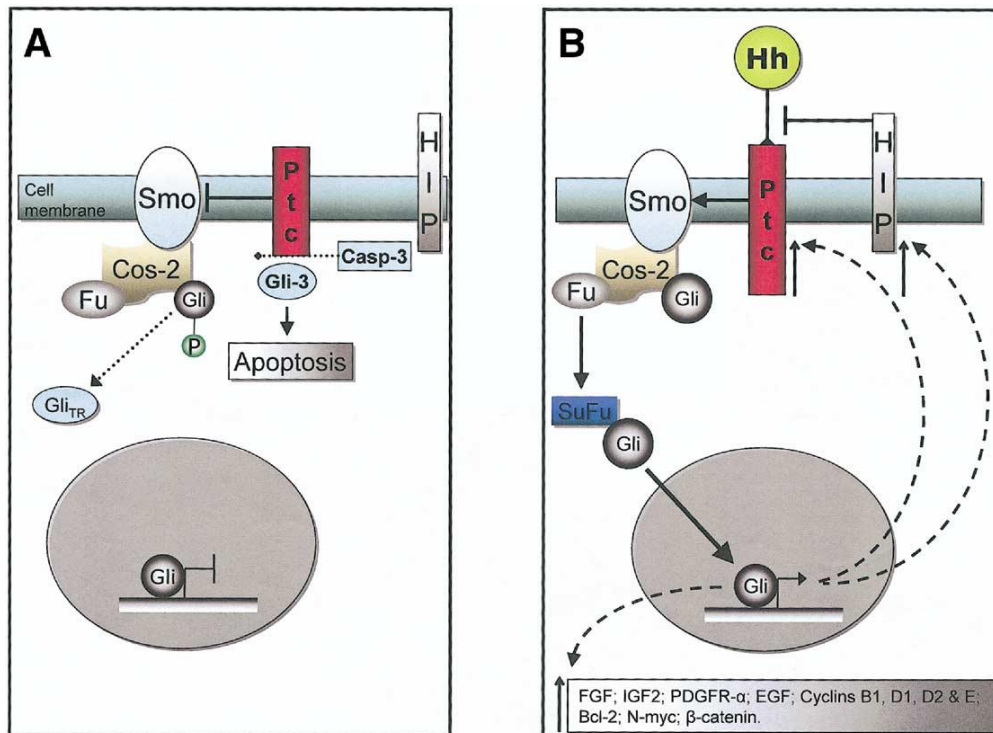 A
H
I
P
P
t
c
Cell
membrane
Smo
Casp-3
Cos-2
Gli-3
Fu
Gli
P
Apoptosis
Gli_TR
Gli
B
Hh
H
I
P
P
t
c
Smo
Cos-2
Fu
Gli
SuFu
Gli
Gli
FGF; IGF2; PDGFR-α; EGF; Cyclins B1, D1, D2 & E;
Bcl-2; N-myc; β-catenin.